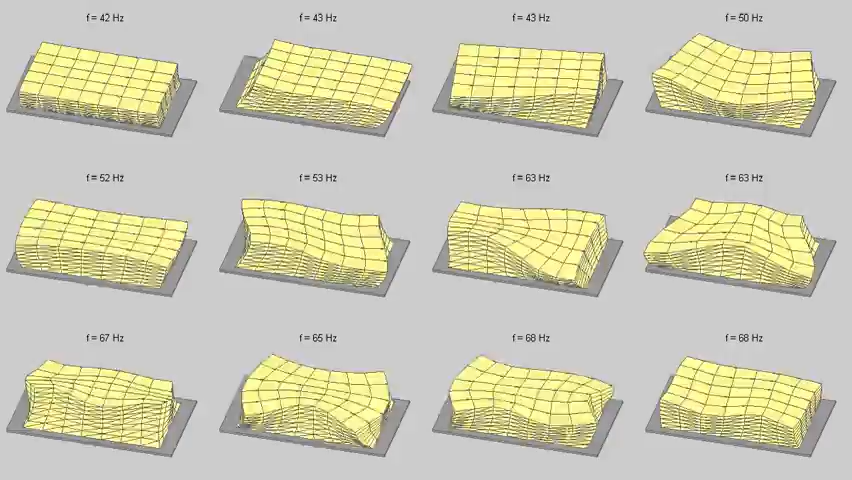 f = 42 Hz
f = 43 Hz
f = 43 Hz
f = 50 Hz
f = 52 Hz
f = 53 Hz
f = 63 Hz
f = 63 Hz
f = 67 Hz
f = 65 Hz
f = 68 Hz
f = 68 Hz